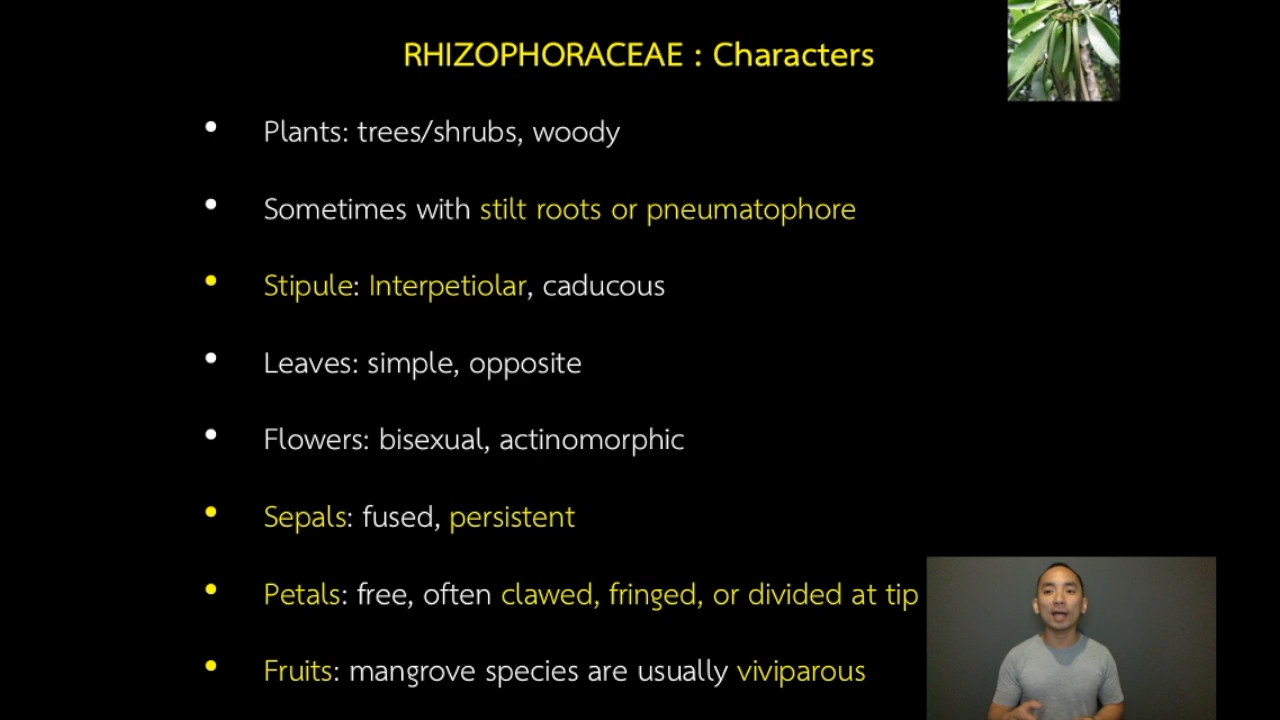 RHIZOPHORACEAE : Characters
• Plants: trees/shrubs, woody
• Sometimes with stilt roots or pneumatophore
• Stipule: Interpetiolar, caducous
• Leaves: simple, opposite
• Flowers: bisexual, actinomorphic
• Sepals: fused, persistent
• Petals: free, often clawed, fringed, or divided at tip
• Fruits: mangrove species are usually viviparous